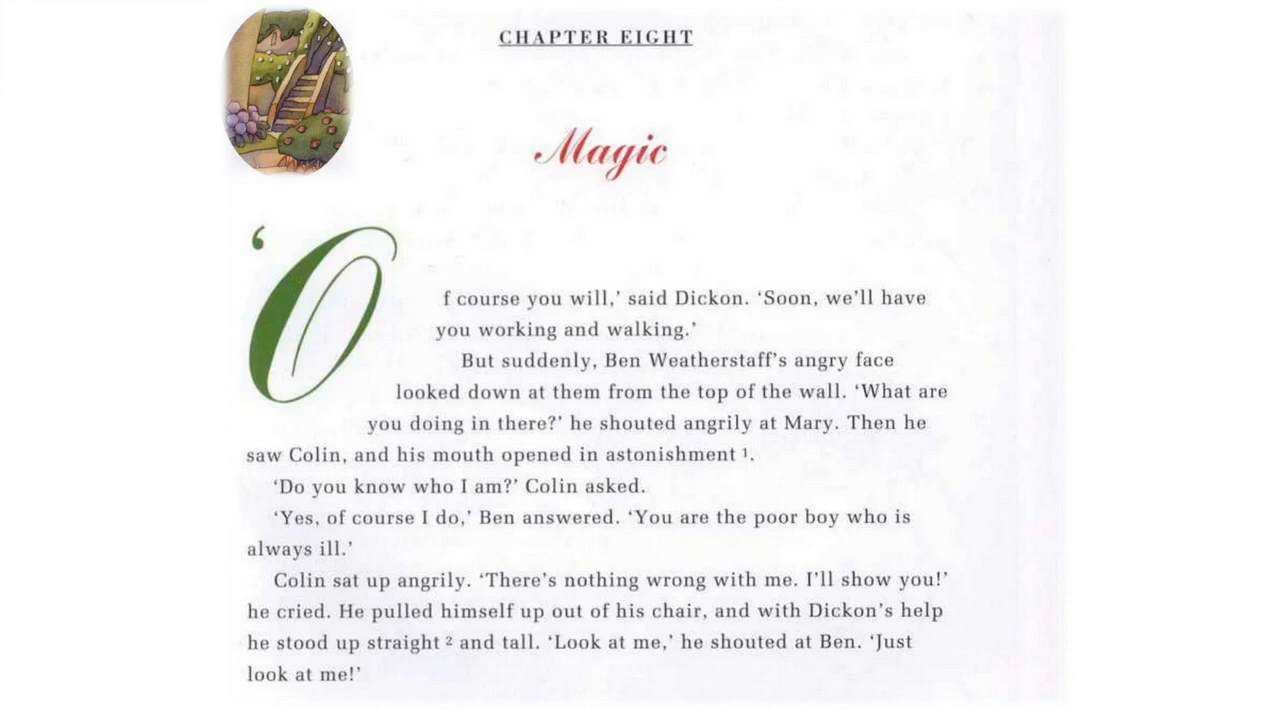 CHAPTER EIGHT
Magic
‘Of course you will,’ said Dickon. ‘Soon, we’ll have
you working and walking.’
But suddenly, Ben Weatherstaff’s angry face
looked down at them from the top of the wall. ‘What are
you doing in there?’ he shouted angrily at Mary. Then he
saw Colin, and his mouth opened in astonishment ¹.
‘Do you know who I am?’ Colin asked.
‘Yes, of course I do,’ Ben answered. ‘You are the poor boy who is
always ill.’
Colin sat up angrily. ‘There’s nothing wrong with me. I’ll show you!’
he cried. He pulled himself up out of his chair, and with Dickon’s help
he stood up straight ² and tall. ‘Look at me,’ he shouted at Ben. ‘Just
look at me!’